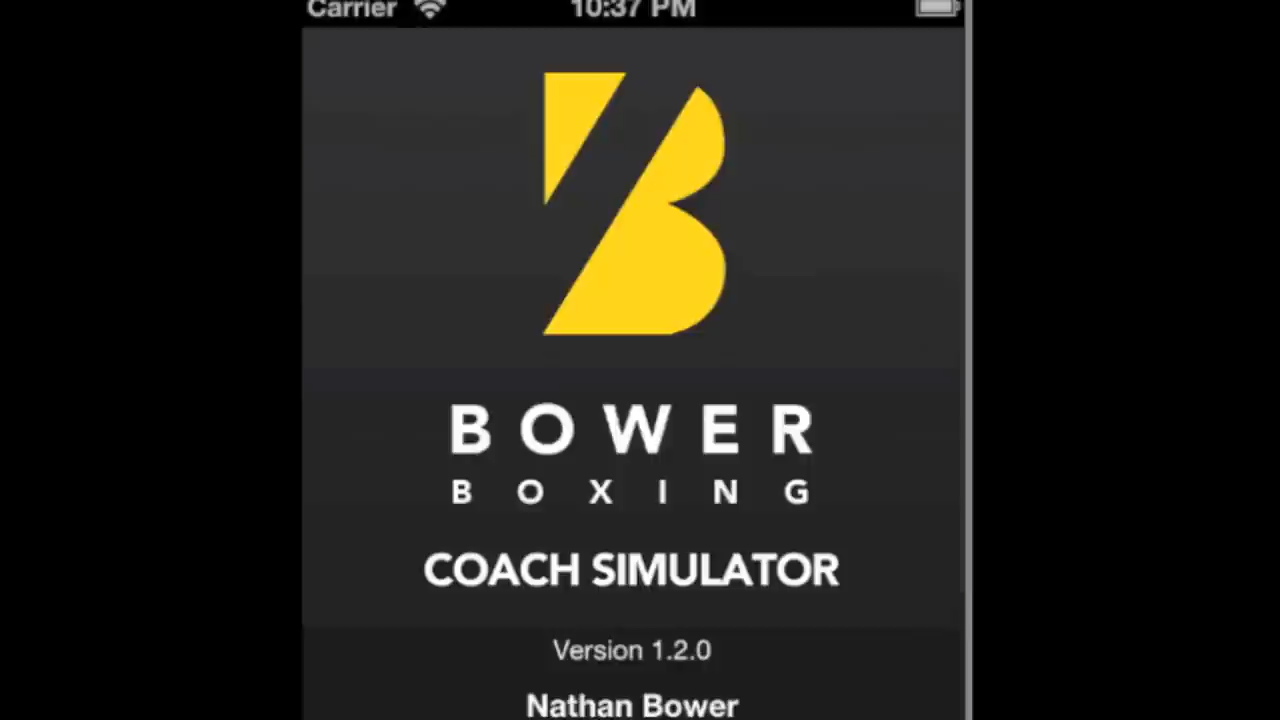 Carrier 10:37 PM
B
BOWER
BOXING
COACH SIMULATOR
Version 1.2.0
Nathan Bower